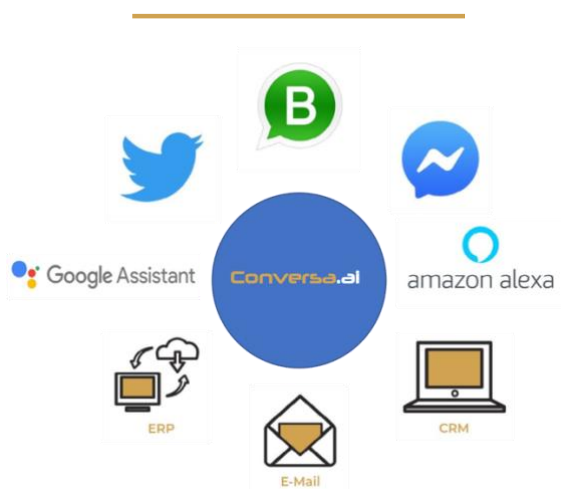 B
Google Assistant
Conversa.ai
amazon alexa
ERP
E-Mail
CRM